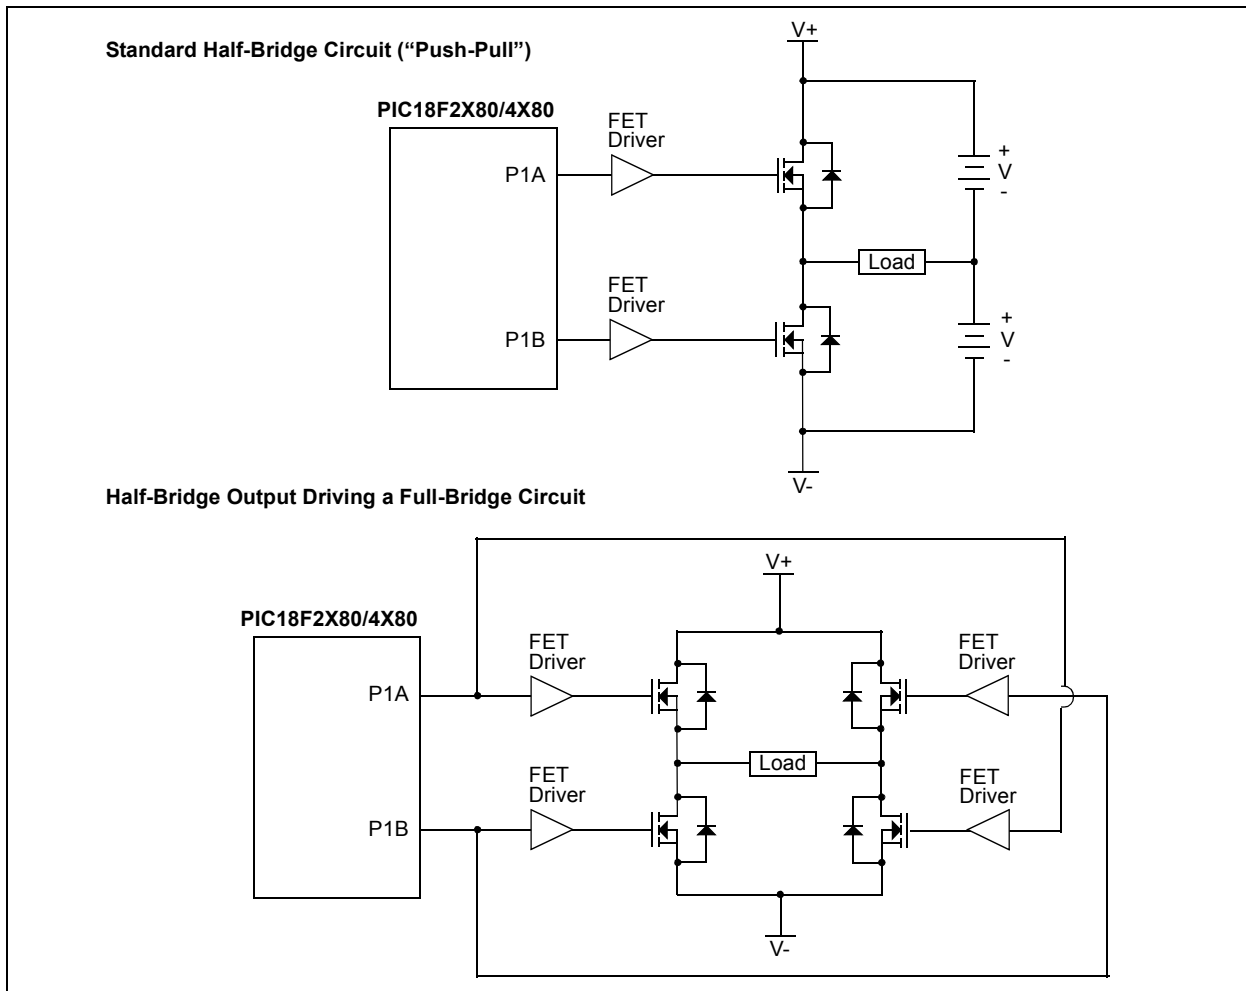 Standard Half-Bridge Circuit (“Push-Pull”)
V+
PIC18F2X80/4X80
FET
Driver
P1A
+
V
-
Load
FET
Driver
P1B
+
V
-
V-
Half-Bridge Output Driving a Full-Bridge Circuit
V+
PIC18F2X80/4X80
FET
Driver
FET
Driver
P1A
Load
FET
Driver
FET
Driver
P1B
V-